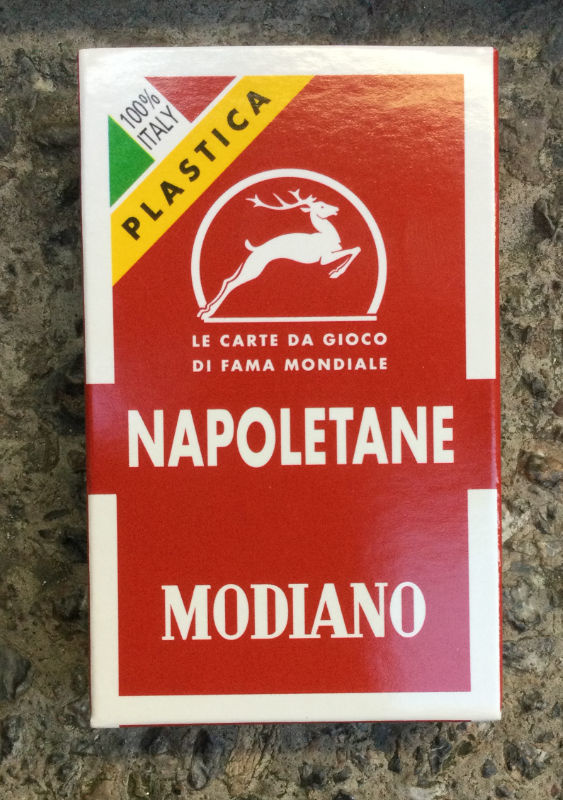 100%
ITALY
PLASTICA
LE CARTE DA GIOCO
DI FAMA MONDIALE
NAPOLETANE
MODIANO